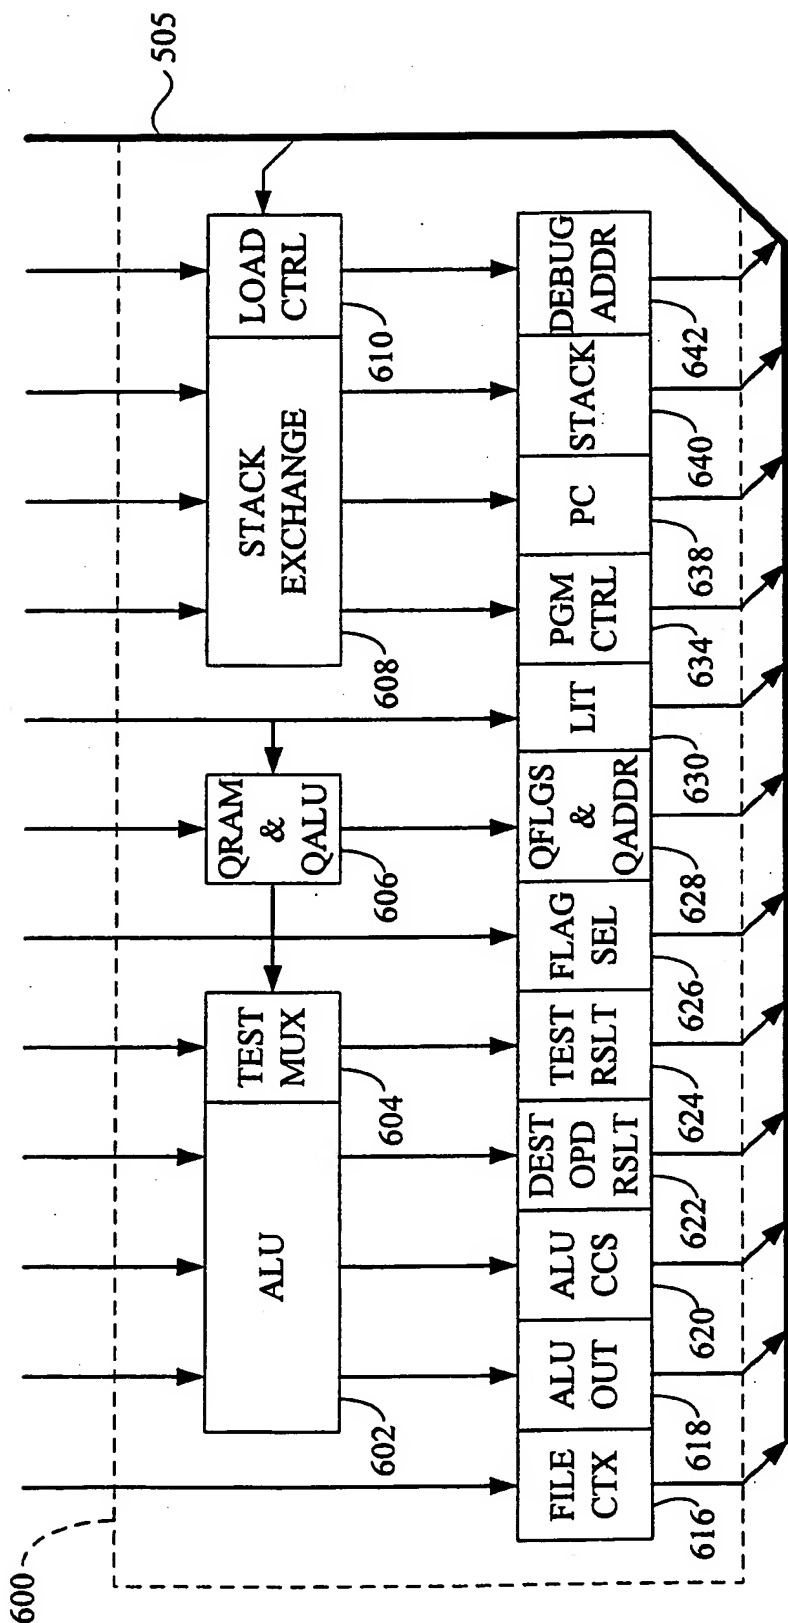 600
505
ALU
602
TEST
MUX
604
QRAM
&
QALU
606
STACK
EXCHANGE
608
LOAD
CTRL
610
FILE
CTX
616
ALU
OUT
618
ALU
CCS
620
DEST
OPD
RSLT
622
TEST
RSLT
624
FLAG
SEL
626
QFLGS
&
QADDR
628
LIT
630
PGM
CTRL
634
PC
638
STACK
640
DEBUG
ADDR
642